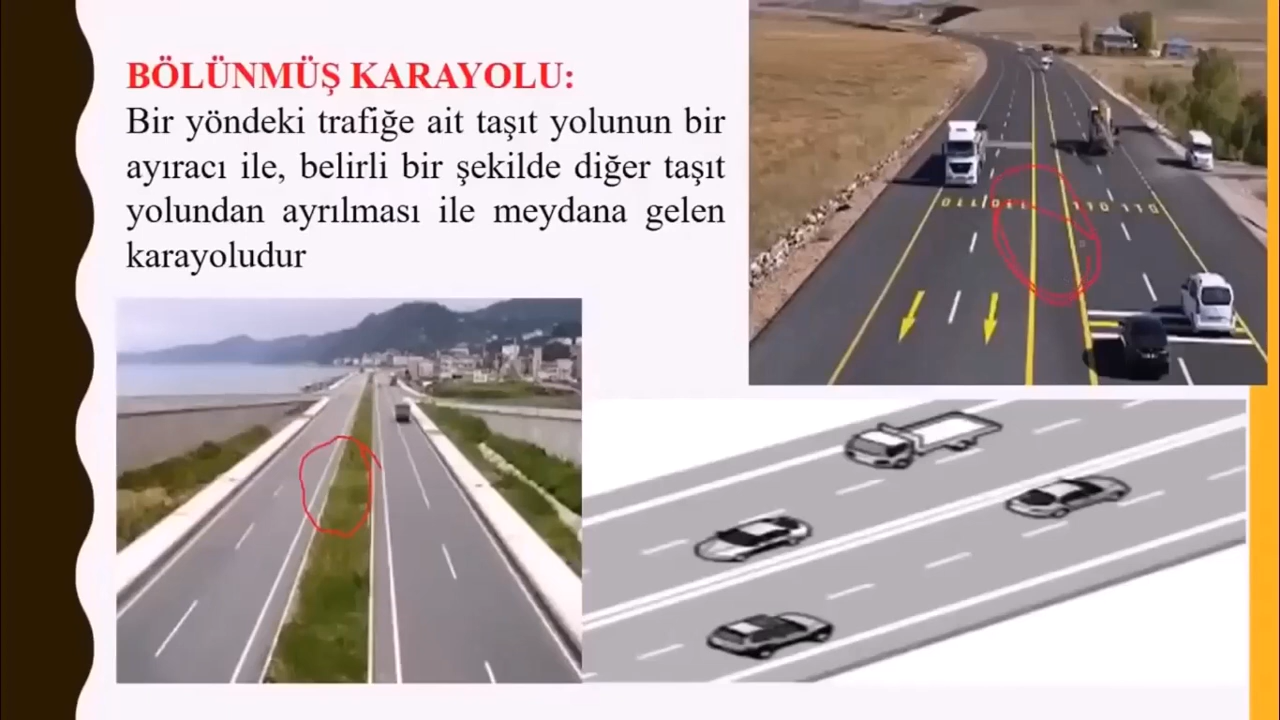 BÖLÜNMÜŞ KARAYOLU:
Bir yöndeki trafiğe ait taşıt yolunun bir
ayıracı ile, belirli bir şekilde diğer taşıt
yolundan ayrılması ile meydana gelen
karayoludur